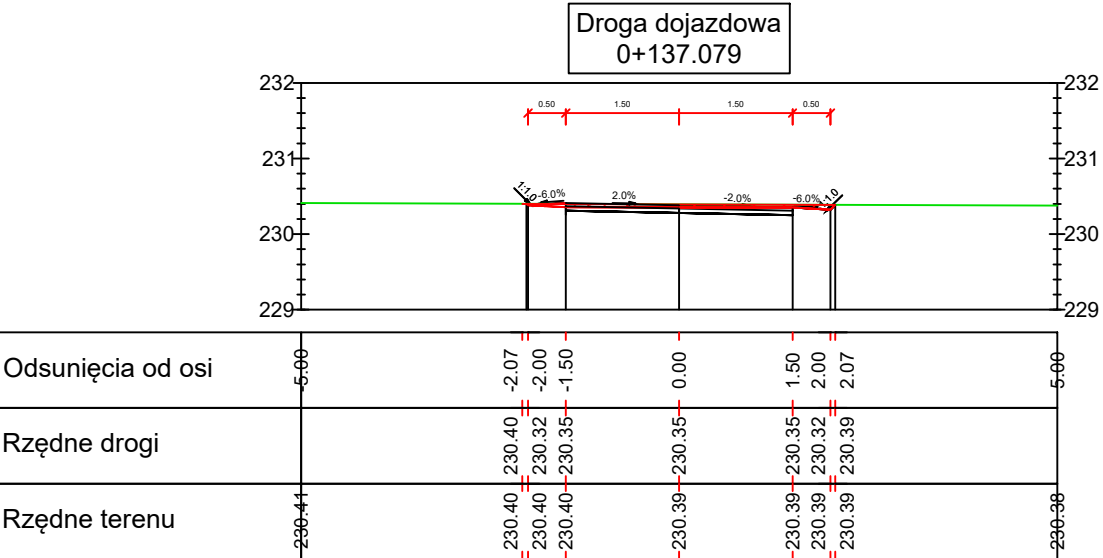 Droga dojazdowa
0+137.079
232 232
0.50 1.50 1.50 0.50
231 231
1:1.0 -6.0% 2.0% -2.0% -6.0% 1:1.0
230 230
229 229
Odsunięcia od osi -5.00 -2.07 -2.00 -1.50 0.00 1.50 2.00 2.07 5.00
Rzędne drogi 230.40 230.32 230.35 230.35 230.35 230.32 230.39
Rzędne terenu 230.41 230.40 230.40 230.40 230.39 230.39 230.39 230.39 230.38